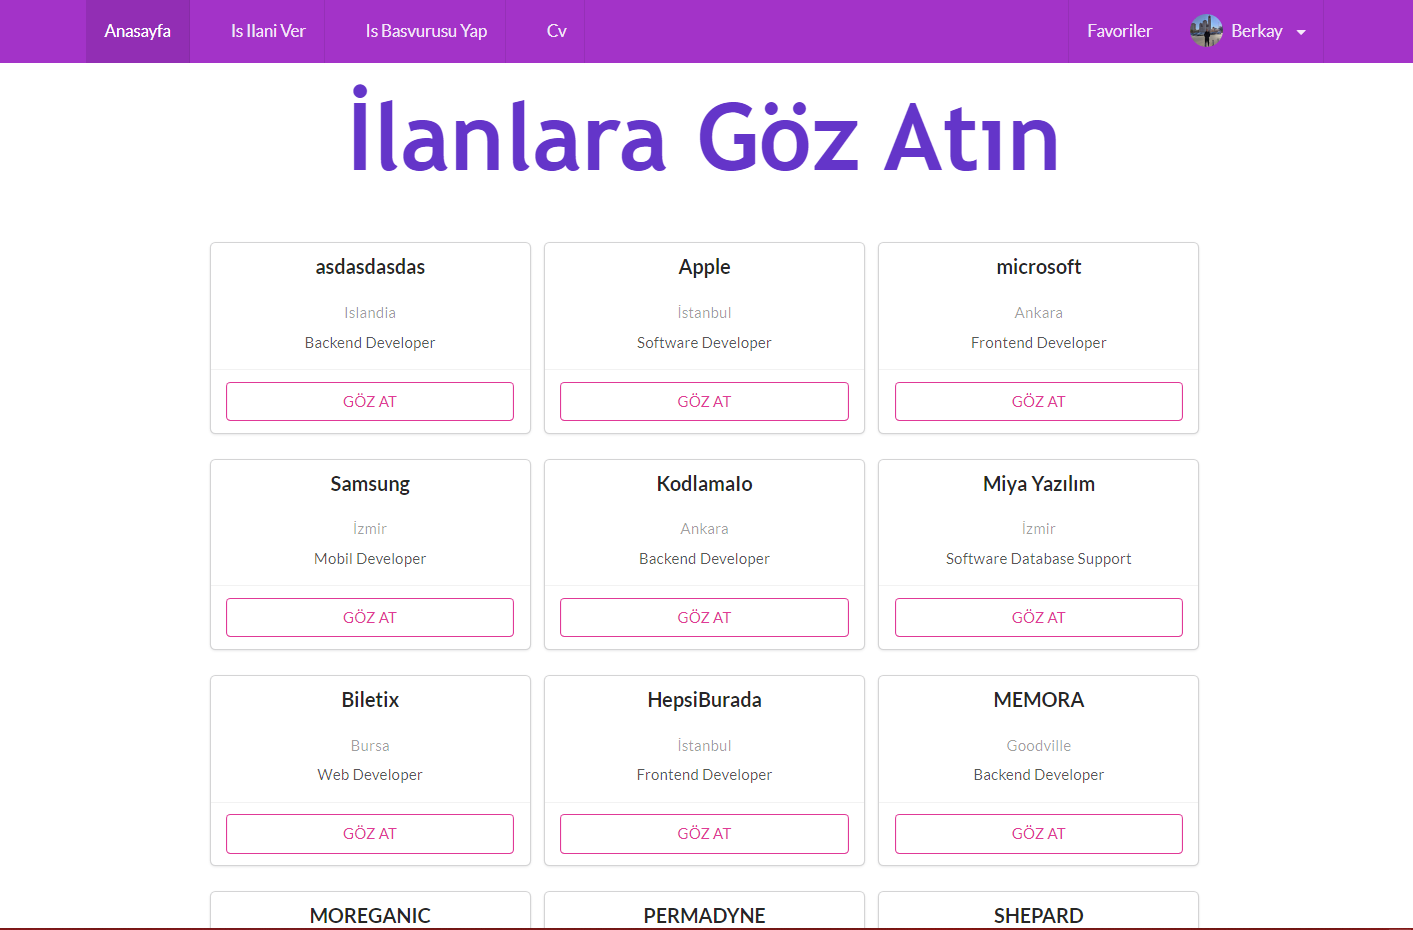 Anasayfa Is Ilani Ver Is Basvurusu Yap Cv Favoriler Berkay
İlanlara Göz Atın
asdasdasdas Apple microsoft
Islandia İstanbul Ankara
Backend Developer Software Developer Frontend Developer
GÖZ AT GÖZ AT GÖZ AT
Samsung KodlamaIo Miya Yazılım
İzmir Ankara İzmir
Mobil Developer Backend Developer Software Database Support
GÖZ AT GÖZ AT GÖZ AT
Biletix HepsiBurada MEMORA
Bursa İstanbul Goodville
Web Developer Frontend Developer Backend Developer
GÖZ AT GÖZ AT GÖZ AT
MOREGANIC PERMADYNE SHEPARD